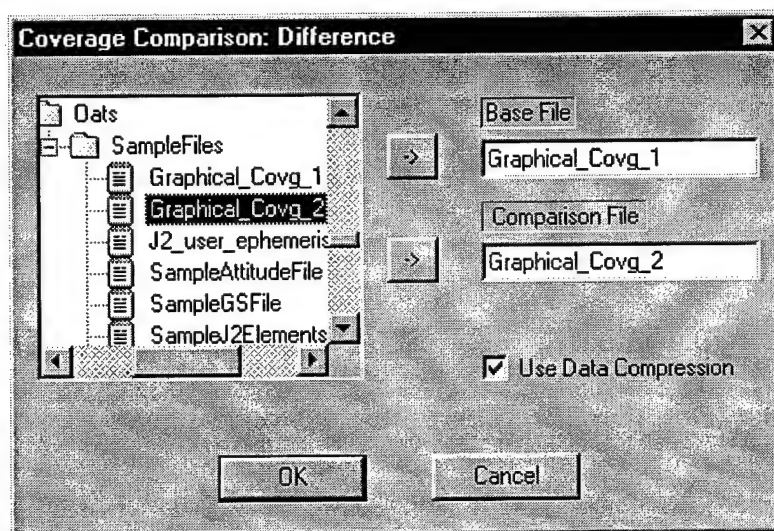 Coverage Comparison: Difference
Oats
SampleFiles
Graphical_Covg_1
Graphical_Covg_2
J2_user_ephemeris
SampleAttitudeFile
SampleGSFile
SampleJ2Elements
->
Base File
Graphical_Covg_1
Comparison File
->
Graphical_Covg_2
Use Data Compression
OK
Cancel